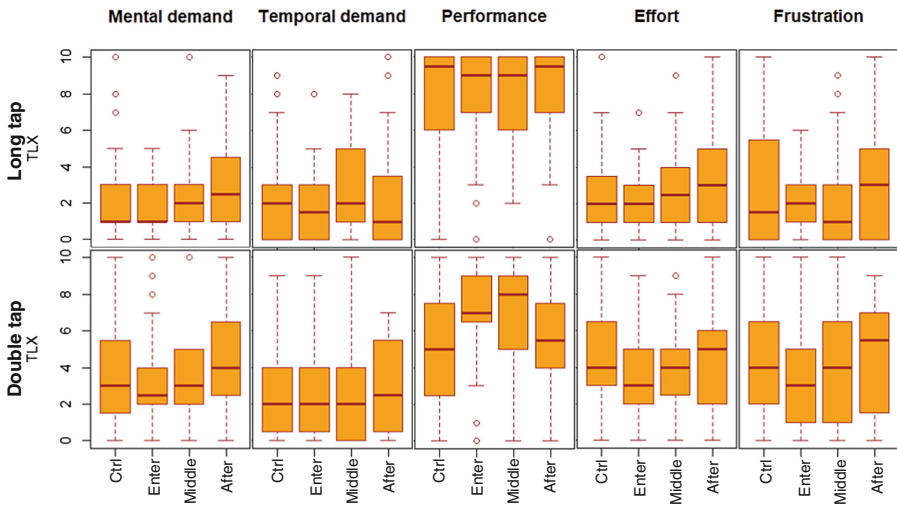 Mental demand Temporal demand Performance Effort Frustration
Long tap
TLX
10
8
6
4
2
0
Double tap
TLX
10
8
6
4
2
0
Ctrl Enter Middle After Ctrl Enter Middle After Ctrl Enter Middle After Ctrl Enter Middle After Ctrl Enter Middle After